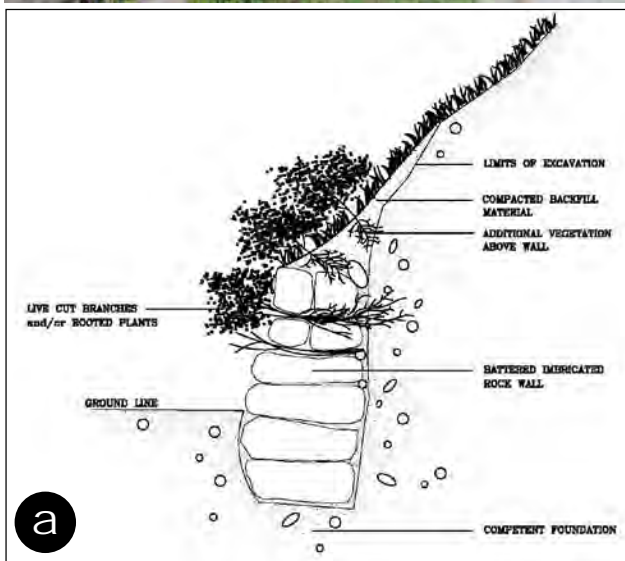 LIMITS OF EXCAVATION
COMPACTED BACKFILL
MATERIAL
ADDITIONAL VEGETATION
ABOVE WALL
LIVE CUT BRANCHES
and/or ROOTED PLANTS
BATTERED IMBRICATED
ROCK WALL
GROUND LINE
COMPETENT FOUNDATION
a